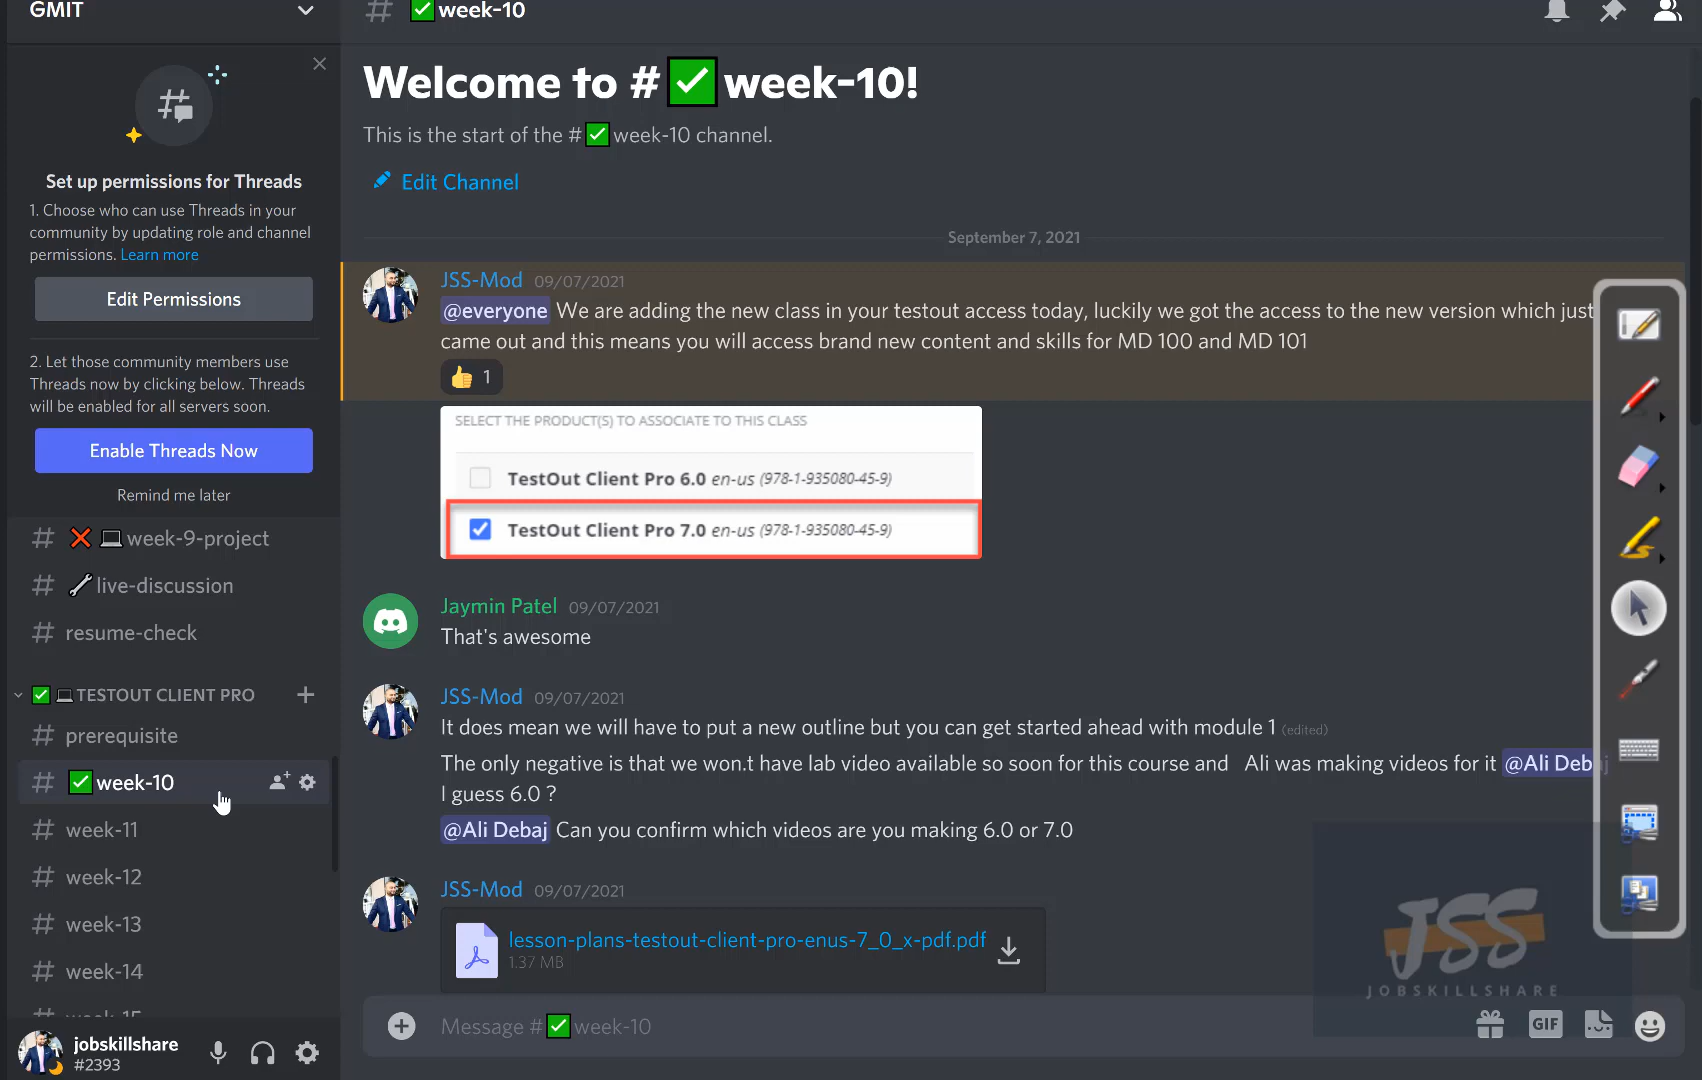 GMIT
Set up permissions for Threads
1. Choose who can use Threads in your
community by updating role and channel
permissions. Learn more
Edit Permissions
2. Let those community members use
Threads now by clicking below. Threads
will be enabled for all servers soon.
Enable Threads Now
Remind me later
# ❌ 💻 week-9-project
# 🔧 live-discussion
# resume-check
✅ 💻 TESTOUT CLIENT PRO +
# prerequisite
# ✅ week-10
# week-11
# week-12
# week-13
# week-14
jobskillshare
#2393
# ✅ week-10
Welcome to # ✅ week-10!
This is the start of the # ✅ week-10 channel.
Edit Channel
September 7, 2021
JSS-Mod 09/07/2021
@everyone We are adding the new class in your testout access today, luckily we got the access to the new version which just
came out and this means you will access brand new content and skills for MD 100 and MD 101
👍 1
SELECT THE PRODUCT(S) TO ASSOCIATE TO THIS CLASS
TestOut Client Pro 6.0 en-us (978-1-935080-45-9)
TestOut Client Pro 7.0 en-us (978-1-935080-45-9)
Jaymin Patel 09/07/2021
That's awesome
JSS-Mod 09/07/2021
It does mean we will have to put a new outline but you can get started ahead with module 1 (edited)
The only negative is that we won.t have lab video available so soon for this course and Ali was making videos for it @Ali Deb
I guess 6.0 ?
@Ali Debaj Can you confirm which videos are you making 6.0 or 7.0
JSS-Mod 09/07/2021
lesson-plans-testout-client-pro-enus-7_0_x-pdf.pdf
1.37 MB
Message # ✅ week-10
GIF
JSS
JOBSKILLSHARE